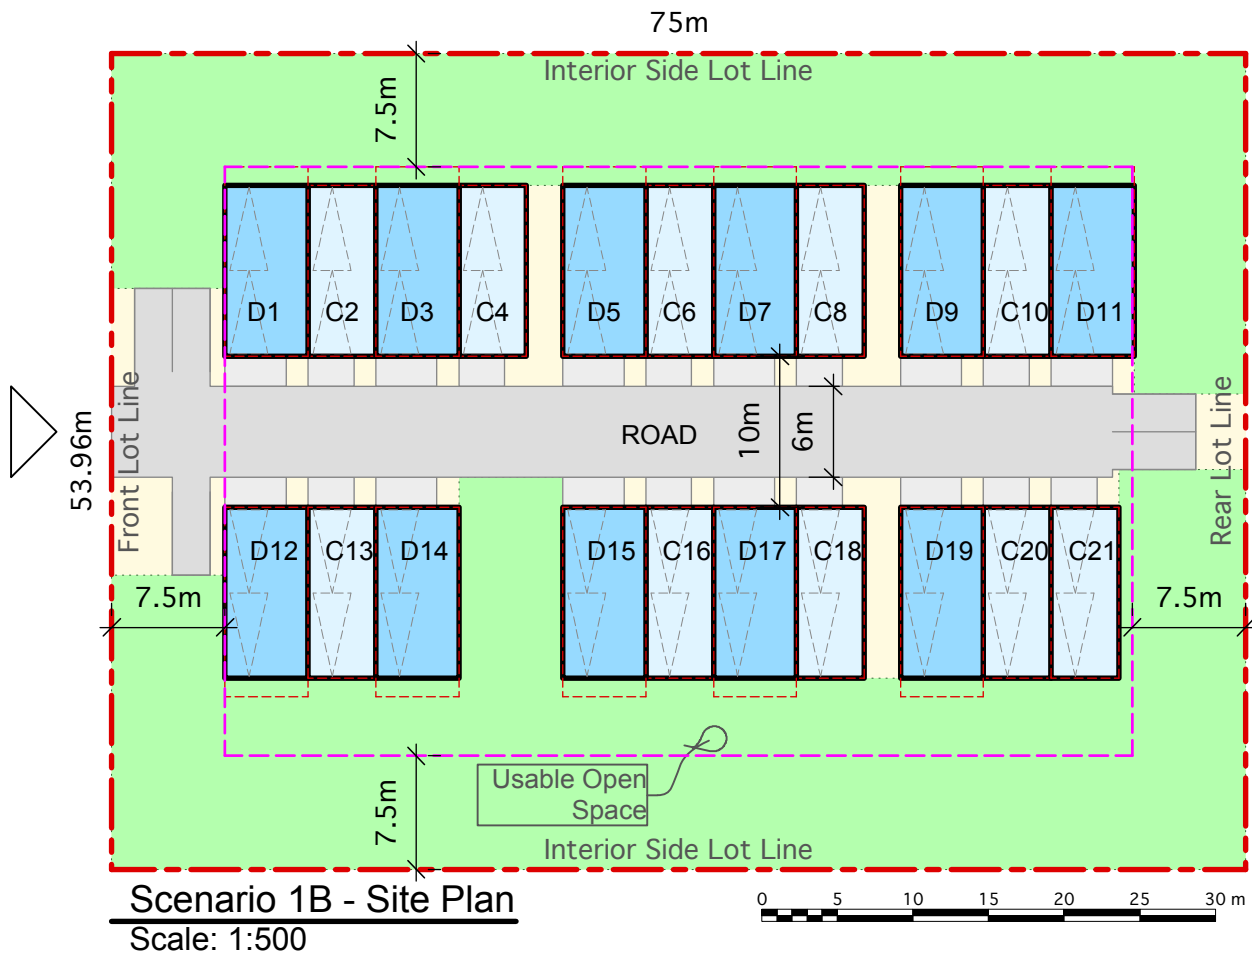 75m
Interior Side Lot Line
7.5m
D1 C2 D3 C4 D5 C6 D7 C8 D9 C10 D11
53.96m
Front Lot Line
ROAD
10m
6m
Rear Lot Line
D12 C13 D14 D15 C16 D17 C18 D19 C20 C21
7.5m
7.5m
Usable Open
Space
7.5m
Interior Side Lot Line
Scenario 1B - Site Plan
Scale: 1:500
0 5 10 15 20 25 30 m